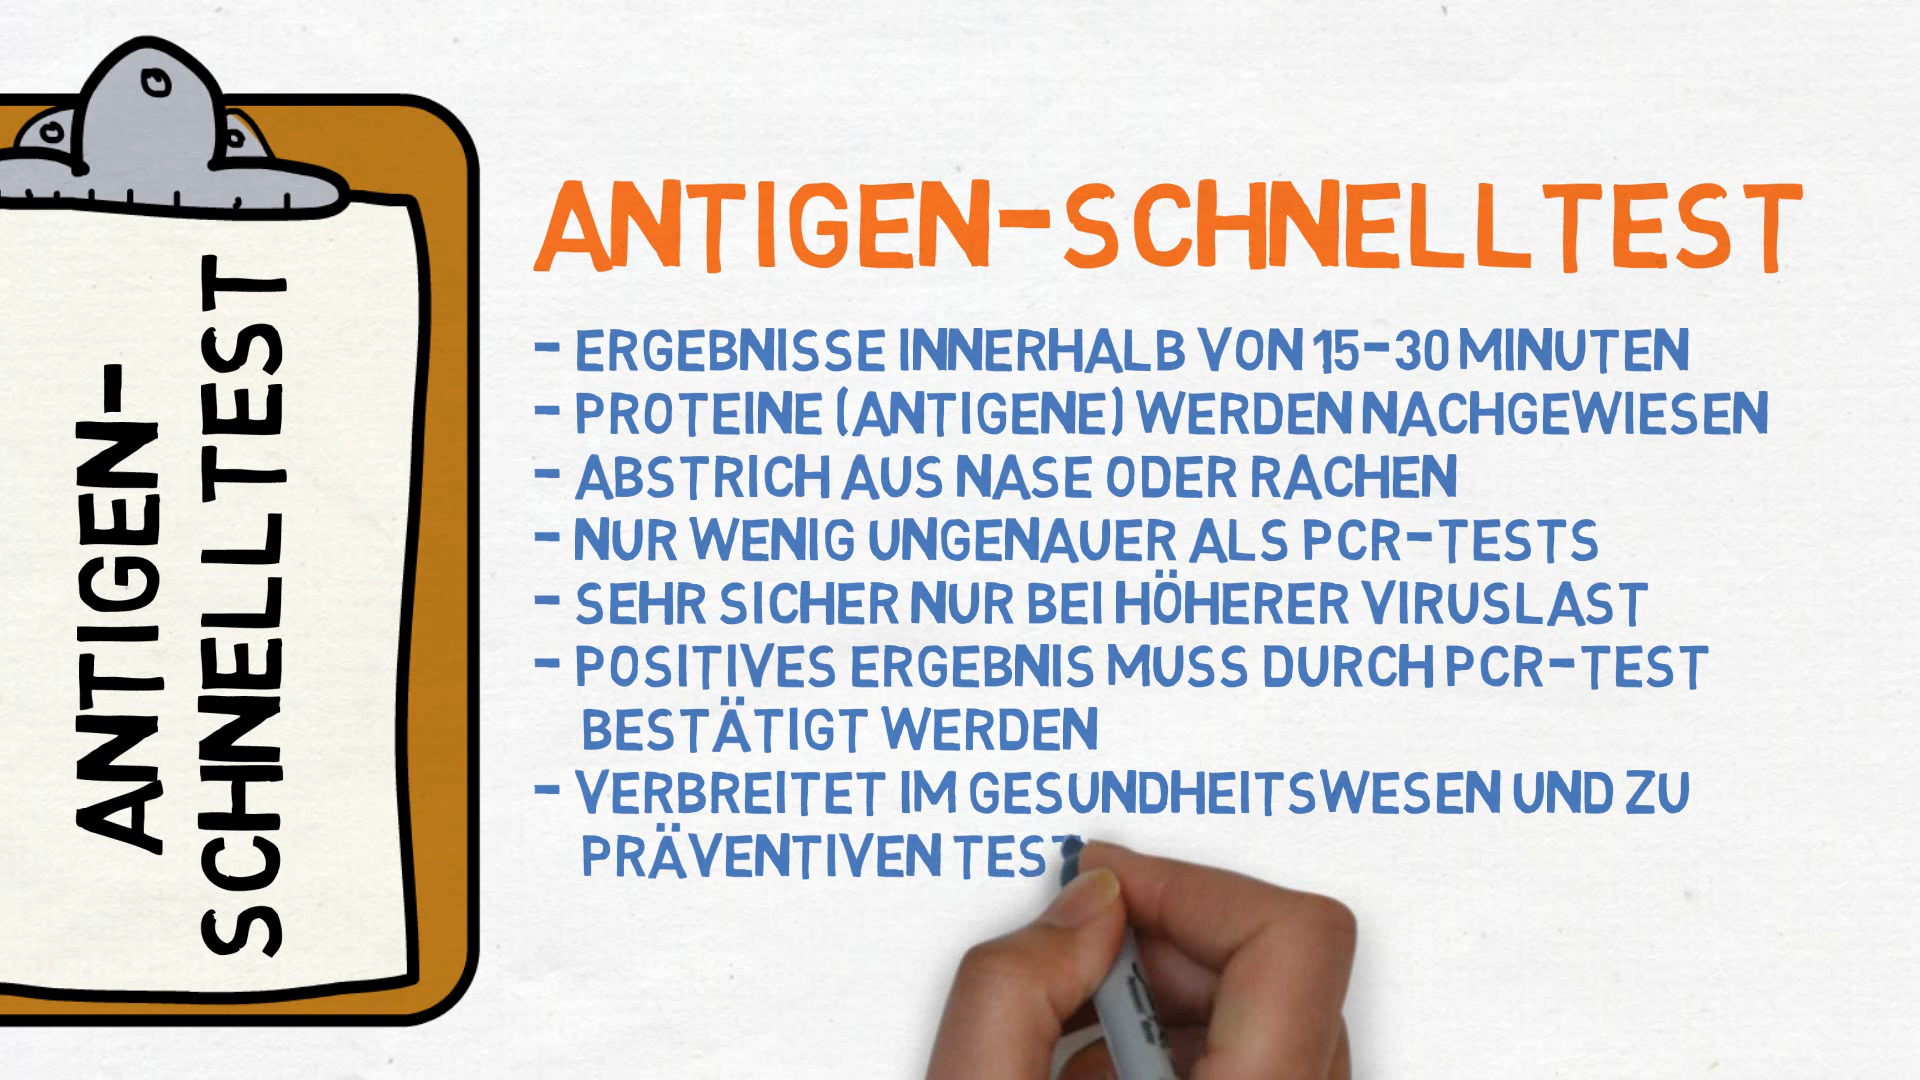 ANTIGEN-
SCHNELLTEST
ANTIGEN-SCHNELLTEST
- ERGEBNISSE INNERHALB VON 15-30 MINUTEN
- PROTEINE (ANTIGENE) WERDEN NACHGEWIESEN
- ABSTRICH AUS NASE ODER RACHEN
- NUR WENIG UNGENAUER ALS PCR-TESTS
- SEHR SICHER NUR BEI HÖHERER VIRUSLAST
- POSITIVES ERGEBNIS MUSS DURCH PCR-TEST
BESTÄTIGT WERDEN
- VERBREITET IM GESUNDHEITSWESEN UND ZU
PRÄVENTIVEN TEST